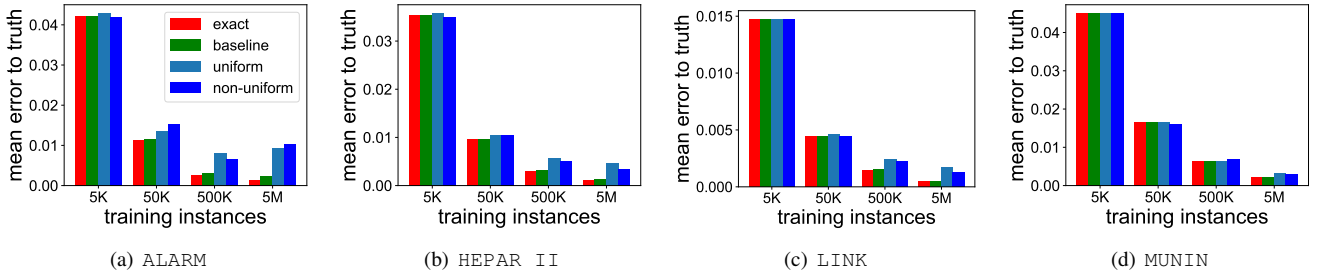 mean error to truth
0.04
0.03
0.02
0.01
0.00
exact
baseline
uniform
non-uniform
5K 50K 500K 5M
training instances
(a) ALARM
mean error to truth
0.03
0.02
0.01
0.00
5K 50K 500K 5M
training instances
(b) HEPAR II
mean error to truth
0.015
0.010
0.005
0.000
5K 50K 500K 5M
training instances
(c) LINK
mean error to truth
0.04
0.03
0.02
0.01
0.00
5K 50K 500K 5M
training instances
(d) MUNIN